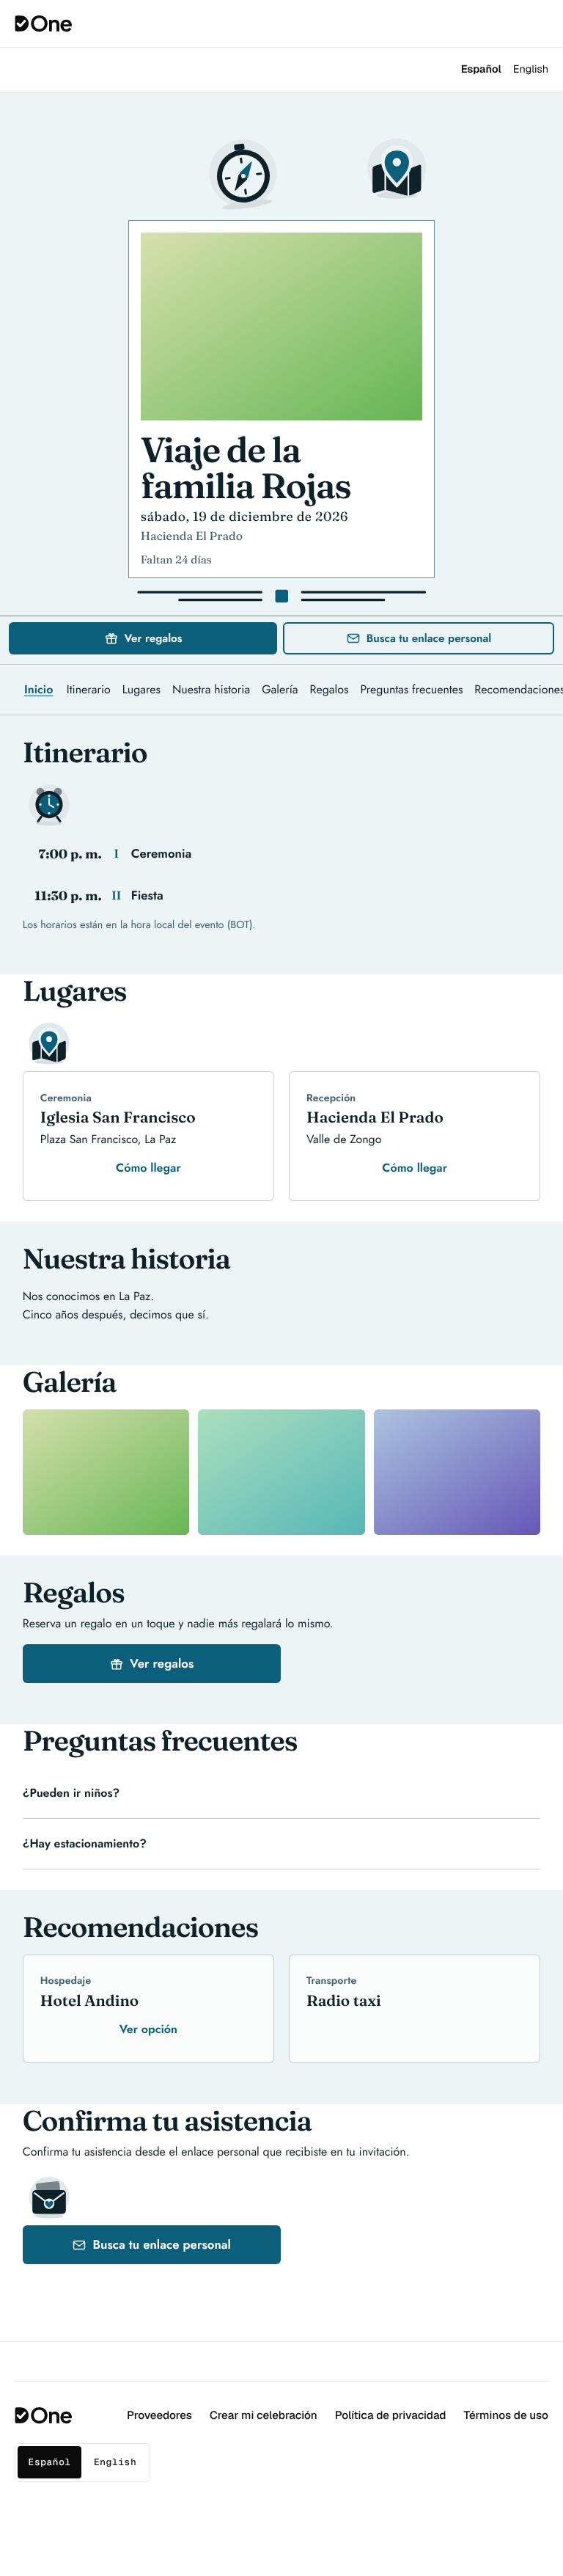 One
Español English
Viaje de la
familia Rojas
sábado, 19 de diciembre de 2026
Hacienda El Prado
Faltan 24 días
Ver regalos
Busca tu enlace personal
Inicio Itinerario Lugares Nuestra historia Galería Regalos Preguntas frecuentes Recomendaciones
Itinerario
7:00 p. m. I Ceremonia
11:30 p. m. II Fiesta
Los horarios están en la hora local del evento (BOT).
Lugares
Ceremonia
Iglesia San Francisco
Plaza San Francisco, La Paz
Cómo llegar
Recepción
Hacienda El Prado
Valle de Zongo
Cómo llegar
Nuestra historia
Nos conocimos en La Paz.
Cinco años después, decimos que sí.
Galería
Regalos
Reserva un regalo en un toque y nadie más regalará lo mismo.
Ver regalos
Preguntas frecuentes
¿Pueden ir niños?
¿Hay estacionamiento?
Recomendaciones
Hospedaje
Hotel Andino
Ver opción
Transporte
Radio taxi
Confirma tu asistencia
Confirma tu asistencia desde el enlace personal que recibiste en tu invitación.
Busca tu enlace personal
One
Proveedores Crear mi celebración Política de privacidad Términos de uso
Español English